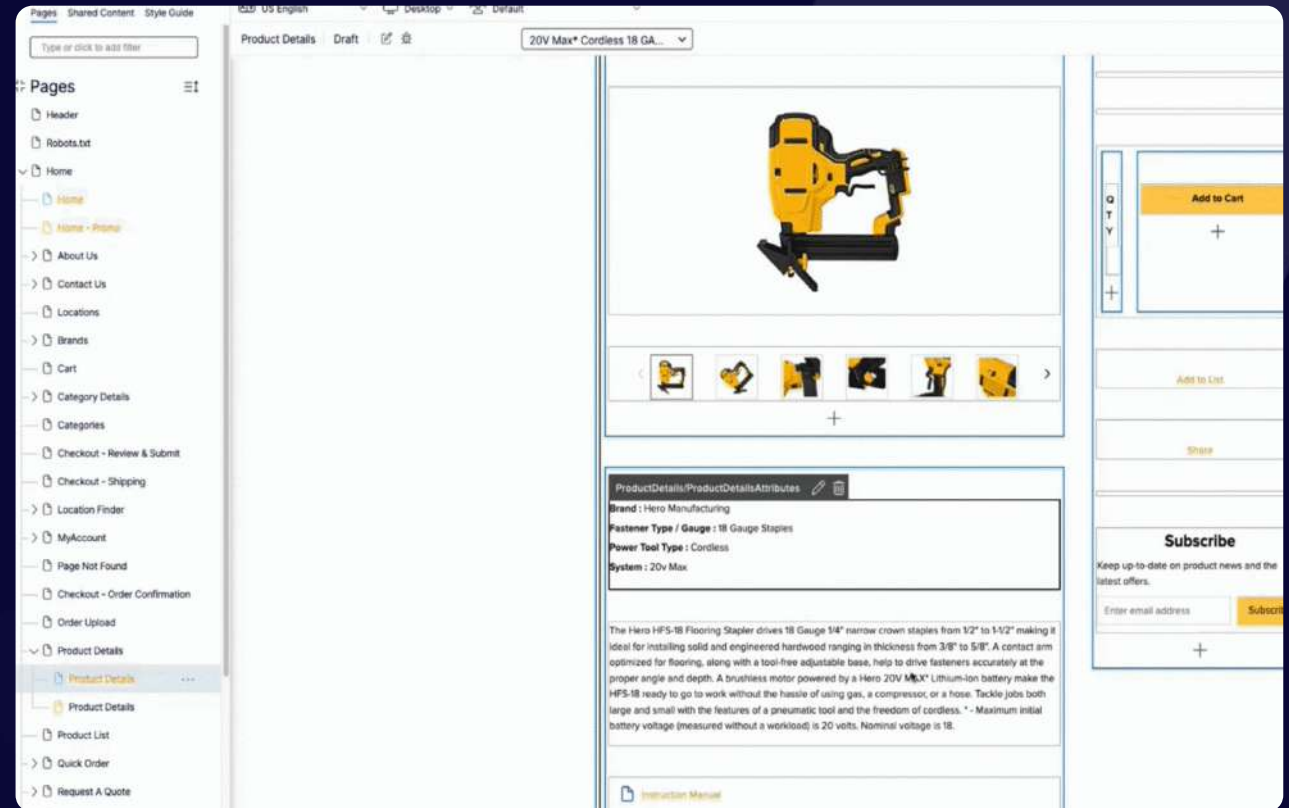 Pages Shared Content Style Guide
US English Desktop Default
Type or click to add filter
Product Details Draft 20V Max* Cordless 18 GA...
Pages
Header
Robots.txt
Home
Home
Home - Promo
About Us
Contact Us
Locations
Brands
Cart
Category Details
Categories
Checkout - Review & Submit
Checkout - Shipping
Location Finder
MyAccount
Page Not Found
Checkout - Order Confirmation
Order Upload
Product Details
Product Details
Product Details
Product List
Quick Order
Request A Quote
ProductDetails/ProductDetailsAttributes
Brand : Hero Manufacturing
Fastener Type / Gauge : 18 Gauge Staples
Power Tool Type : Cordless
System : 20v Max
The Hero HFS-18 Flooring Stapler drives 18 Gauge 1/4" narrow crown staples from 1/2" to 1-1/2" making it
ideal for installing solid and engineered hardwood ranging in thickness from 3/8" to 5/8". A contact arm
optimized for flooring, along with a tool-free adjustable base, help to drive fasteners accurately at the
proper angle and depth. A brushless motor powered by a Hero 20V MAX* Lithium-Ion battery make the
HFS-18 ready to go to work without the hassle of using gas, a compressor, or a hose. Tackle jobs both
large and small with the features of a pneumatic tool and the freedom of cordless. * - Maximum initial
battery voltage (measured without a workload) is 20 volts. Nominal voltage is 18.
Instruction Manual
Q
T
Y
Add to Cart
Add to List
Share
Subscribe
Keep up-to-date on product news and the
latest offers.
Enter email address Subscrib